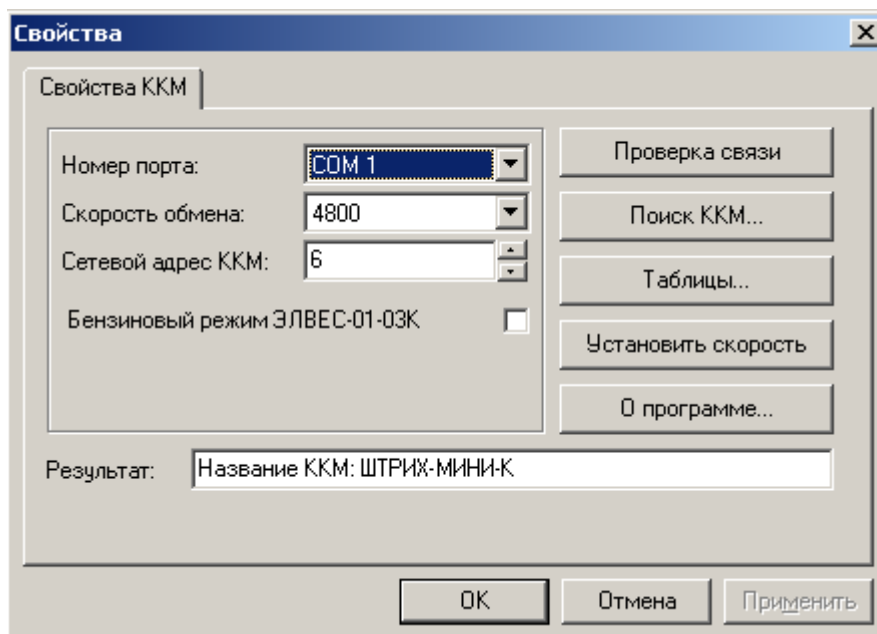 Свойства
Свойства ККМ
Номер порта: COM 1
Скорость обмена: 4800
Сетевой адрес ККМ: 6
Бензиновый режим ЭЛВЕС-01-03К
Проверка связи
Поиск ККМ...
Таблицы...
Установить скорость
О программе...
Результат: Название ККМ: ШТРИХ-МИНИ-К
OK
Отмена
Применить